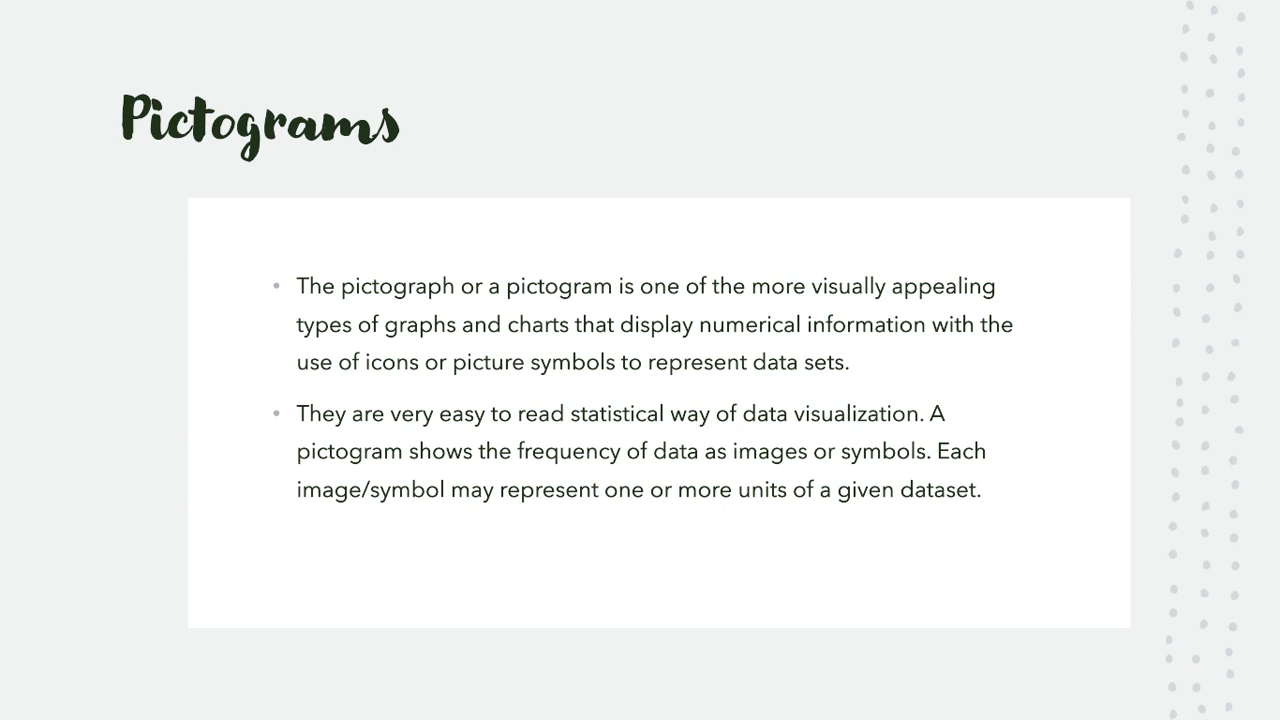 Pictograms
• The pictograph or a pictogram is one of the more visually appealing
types of graphs and charts that display numerical information with the
use of icons or picture symbols to represent data sets.
• They are very easy to read statistical way of data visualization. A
pictogram shows the frequency of data as images or symbols. Each
image/symbol may represent one or more units of a given dataset.